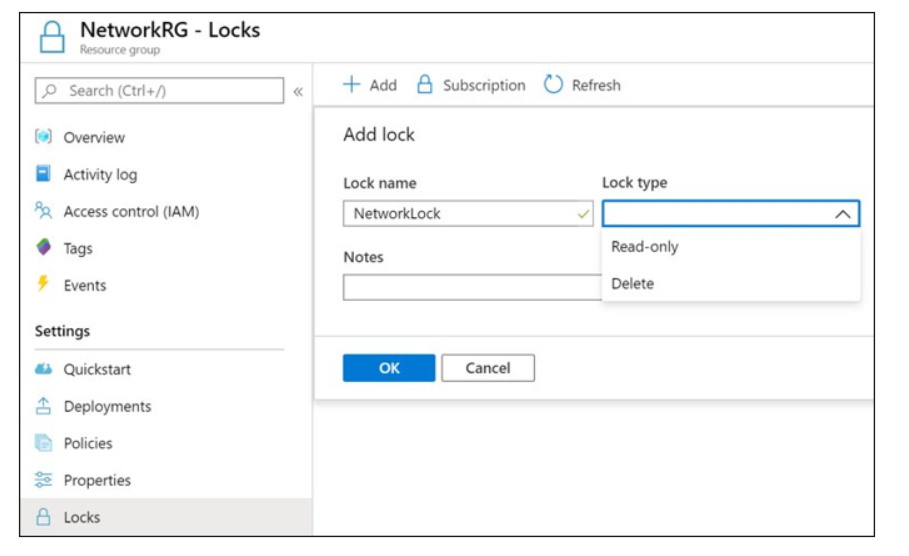 NetworkRG - Locks
Resource group
Search (Ctrl+/)
«
Overview
Activity log
Access control (IAM)
Tags
Events
Settings
Quickstart
Deployments
Policies
Properties
Locks
Add Subscription Refresh
Add lock
Lock name Lock type
NetworkLock
Read-only
Notes
Delete
OK Cancel